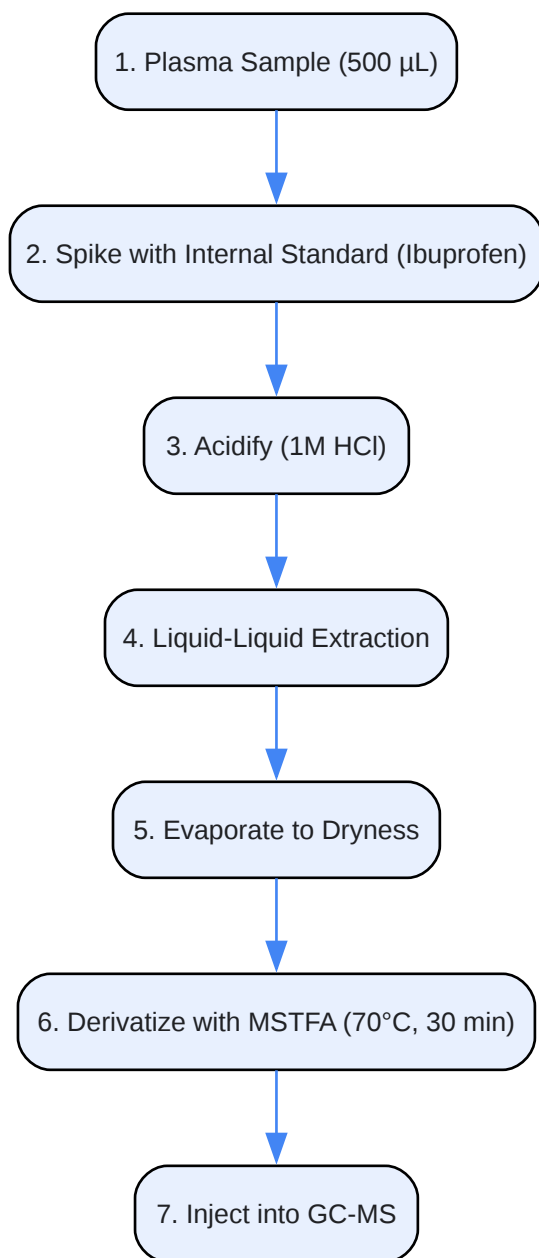 1. Plasma Sample (500 µL)
2. Spike with Internal Standard (Ibuprofen)
3. Acidify (1M HCl)
4. Liquid-Liquid Extraction
5. Evaporate to Dryness
6. Derivatize with MSTFA (70°C, 30 min)
7. Inject into GC-MS